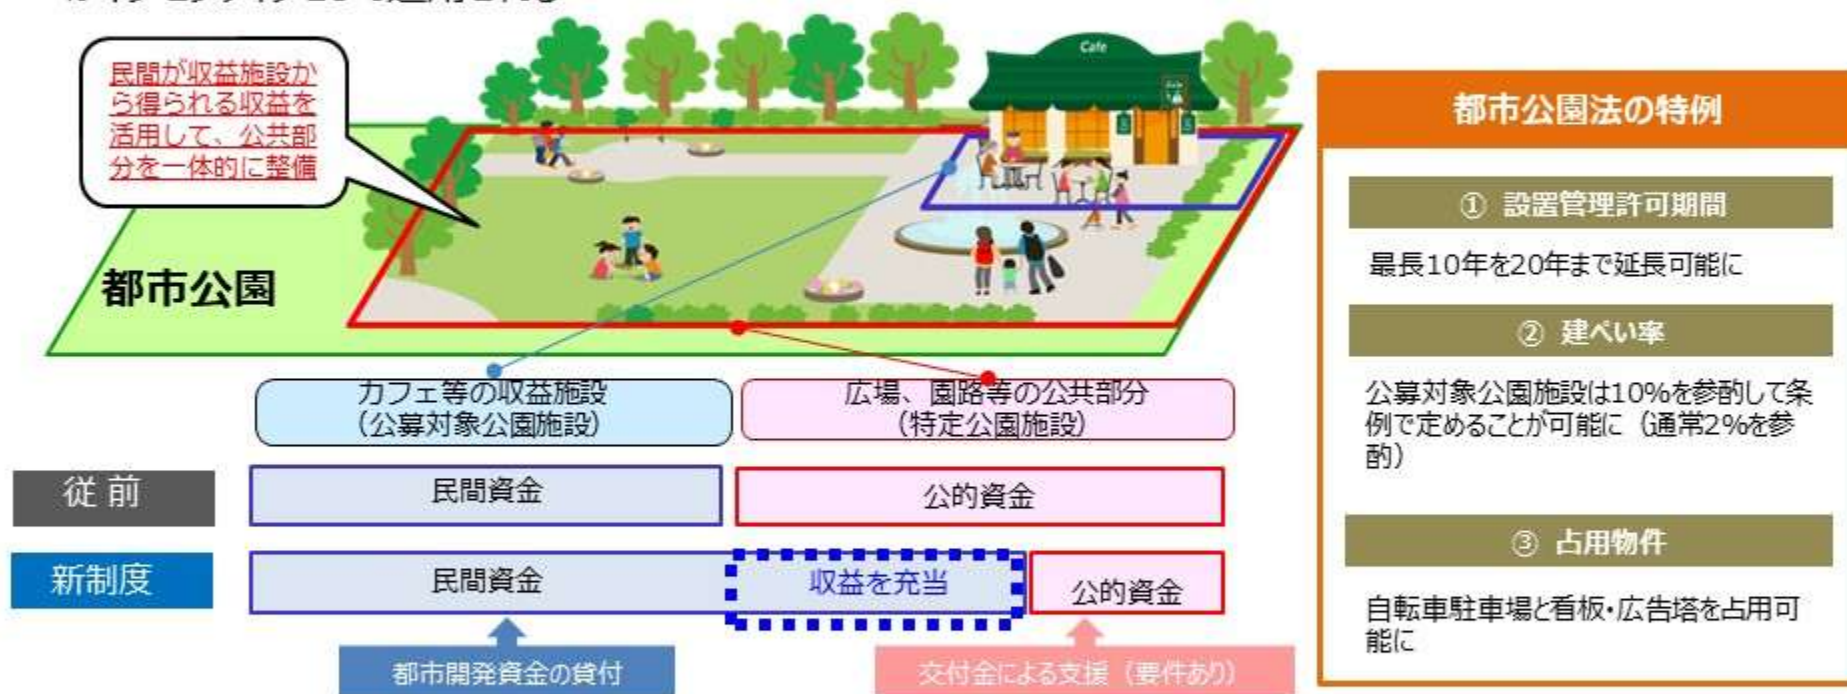 民間が収益施設か
ら得られる収益を
活用して、公共部
分を一体的に整備
Cafe
都市公園
カフェ等の収益施設
（公募対象公園施設）
広場、園路等の公共部分
（特定公園施設）
従 前
民間資金
公的資金
新制度
民間資金
収益を充当
公的資金
都市開発資金の貸付
交付金による支援（要件あり）
都市公園法の特例
① 設置管理許可期間
最長10年を20年まで延長可能に
② 建ぺい率
公募対象公園施設は10%を参酌して条
例で定めることが可能に（通常2%を参
酌）
③ 占用物件
自転車駐車場と看板・広告塔を占用可
能に